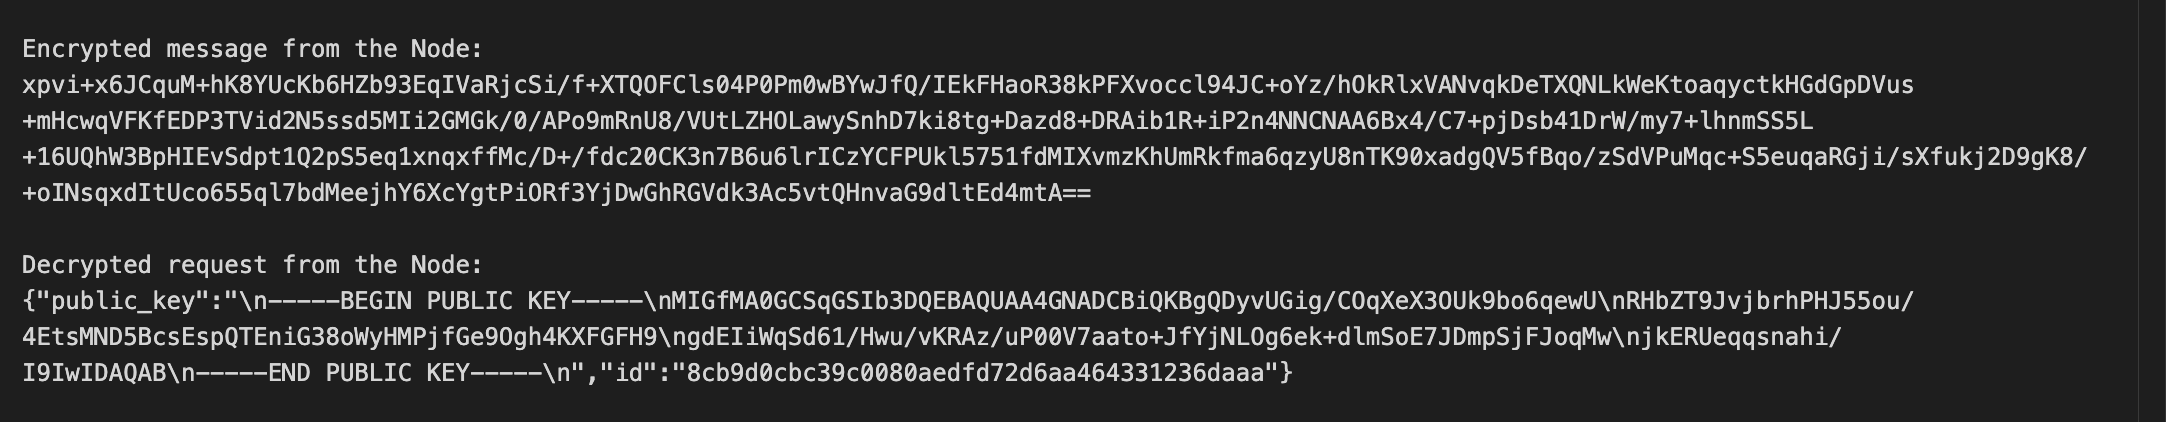 Encrypted message from the Node:
xpvi+x6JCquM+hK8YUcKb6HZb93EqIVaRjcSi/f+XTQOFCls04P0Pm0wBYwJfQ/IEkFHaoR38kPFXvoccl94JC+oYz/hOkRlxVANvqkDeTXQNLkWeKtoaqyctkHGdGpDVus
+mHcwqVFKfEDP3TVid2N5ssd5MIi2GMGk/0/APo9mRnU8/VUtLZHOLawySnhD7ki8tg+Dazd8+DRAib1R+iP2n4NNCNAA6Bx4/C7+pjDsb41DrW/my7+lhnmSS5L
+16UQhW3BpHIEvSdpt1Q2pS5eq1xnqxffMc/D+/fdc20CK3n7B6u6lrICzYCFPUkl5751fdMIXvmzKhUmRkfma6qzyU8nTK90xadgQV5fBqo/zSdVPuMqc+S5euqaRGji/sXfukj2D9gK8/
+oINsqxdItUco655ql7bdMeejhY6XcYgtPiORf3YjDwGhRGVdk3Ac5vtQHnvaG9dltEd4mtA==
Decrypted request from the Node:
{"public_key":"\n-----BEGIN PUBLIC KEY-----\nMIGfMA0GCSqGSIb3DQEBAQUAA4GNADCBiQKBgQDyvUGig/COqXeX3OUk9bo6qewU\nRHbZT9JvjbrhPHJ55ou/
4EtsMND5BcsEspQTEniG38oWyHMPjfGe9Ogh4KXFGFH9\ngdEIiWqSd61/Hwu/vKRAz/uP00V7aato+JfYjNLOg6ek+dlmSoE7JDmpSjFJoqMw\njkERUeqqsnahi/
I9IwIDAQAB\n-----END PUBLIC KEY-----\n","id":"8cb9d0cbc39c0080aedfd72d6aa464331236daaa"}